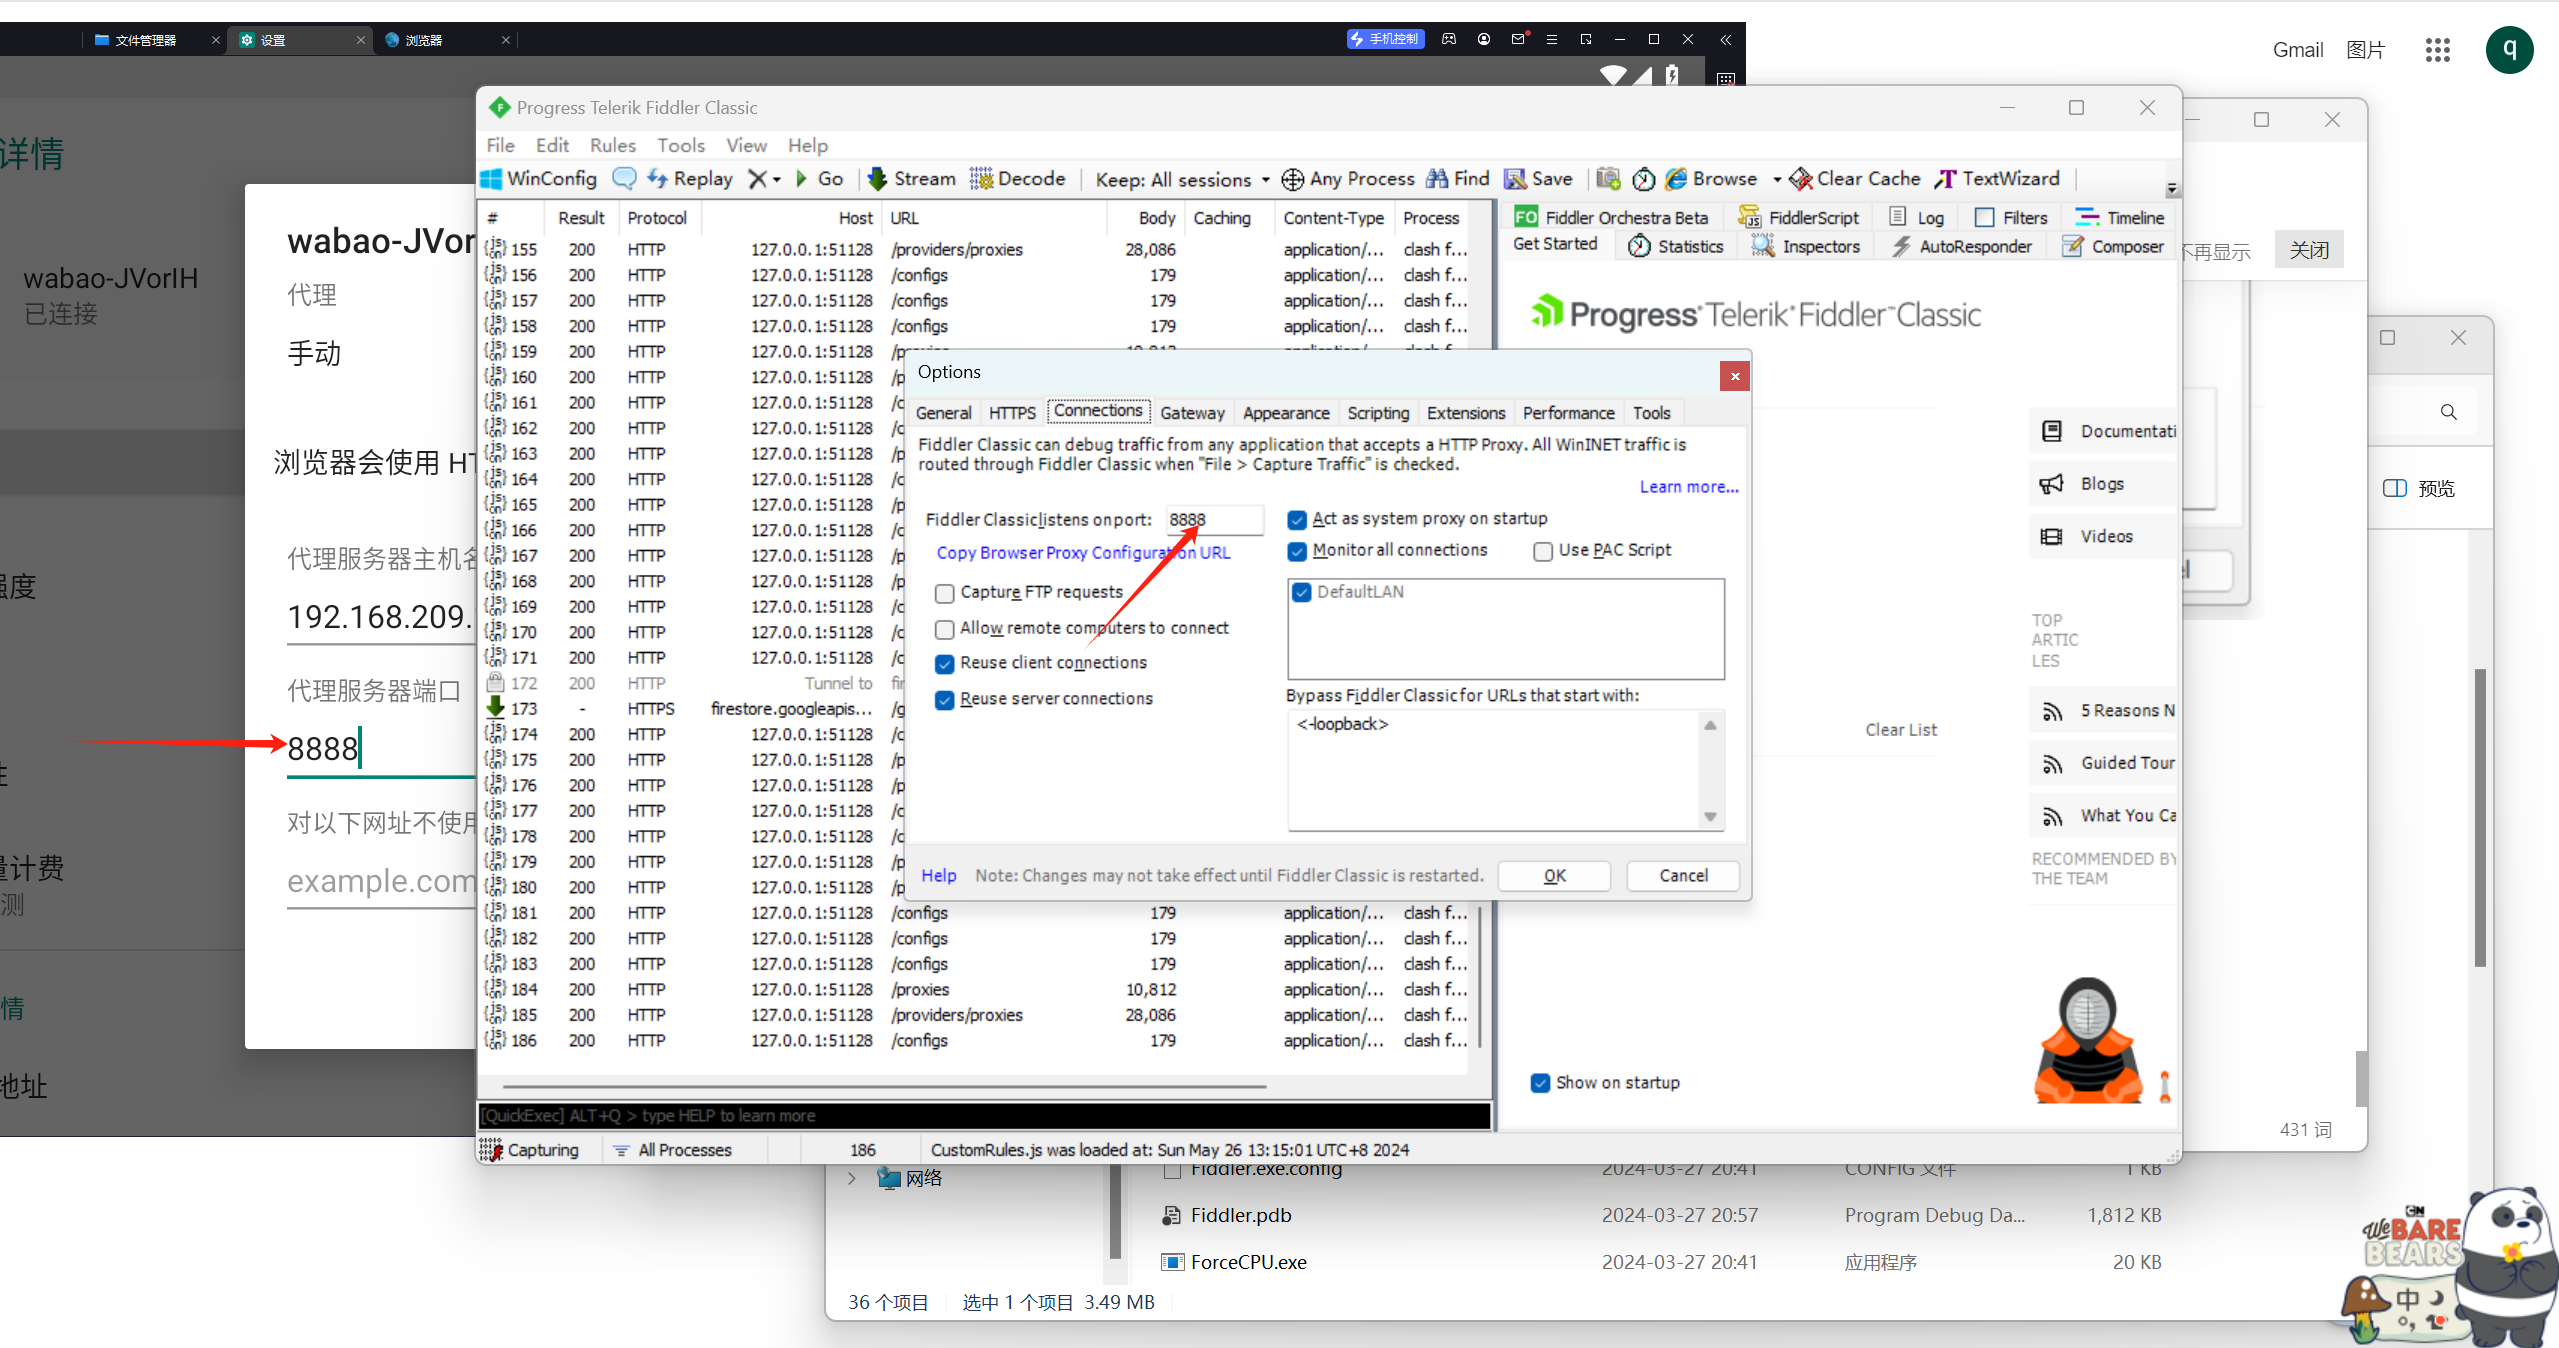 文件管理器
设置
浏览器
手机控制
Gmail
图片
q
详情
wabao-JVorIH
已连接
强度
量计费
测
情
地址
wabao-JVor
代理
手动
浏览器会使用 HT
代理服务器主机名
192.168.209.
代理服务器端口
8888
对以下网址不使用
example.com
Progress Telerik Fiddler Classic
File Edit Rules Tools View Help
WinConfig Replay Go Stream Decode Keep: All sessions Any Process Find Save Browse Clear Cache TextWizard
# Result Protocol Host URL Body Caching Content-Type Process
155 200 HTTP 127.0.0.1:51128 /providers/proxies 28,086 application/... clash f...
156 200 HTTP 127.0.0.1:51128 /configs 179 application/... clash f...
157 200 HTTP 127.0.0.1:51128 /configs 179 application/... clash f...
158 200 HTTP 127.0.0.1:51128 /configs 179 application/... clash f...
159 200 HTTP 127.0.0.1:51128
160 200 HTTP 127.0.0.1:51128 /p
161 200 HTTP 127.0.0.1:51128 /c
162 200 HTTP 127.0.0.1:51128 /c
163 200 HTTP 127.0.0.1:51128 /p
164 200 HTTP 127.0.0.1:51128 /c
165 200 HTTP 127.0.0.1:51128 /p
166 200 HTTP 127.0.0.1:51128 /c
167 200 HTTP 127.0.0.1:51128 /p
168 200 HTTP 127.0.0.1:51128 /c
169 200 HTTP 127.0.0.1:51128 /c
170 200 HTTP 127.0.0.1:51128 /c
171 200 HTTP 127.0.0.1:51128 /c
172 200 HTTP Tunnel to fir
173 - HTTPS firestore.googleapis... /g
174 200 HTTP 127.0.0.1:51128 /c
175 200 HTTP 127.0.0.1:51128 /p
176 200 HTTP 127.0.0.1:51128 /p
177 200 HTTP 127.0.0.1:51128 /c
178 200 HTTP 127.0.0.1:51128 /c
179 200 HTTP 127.0.0.1:51128 /p
180 200 HTTP 127.0.0.1:51128 /p
181 200 HTTP 127.0.0.1:51128 /configs 179 application/... clash f...
182 200 HTTP 127.0.0.1:51128 /configs 179 application/... clash f...
183 200 HTTP 127.0.0.1:51128 /configs 179 application/... clash f...
184 200 HTTP 127.0.0.1:51128 /proxies 10,812 application/... clash f...
185 200 HTTP 127.0.0.1:51128 /providers/proxies 28,086 application/... clash f...
186 200 HTTP 127.0.0.1:51128 /configs 179 application/... clash f...
[QuickExec] ALT+Q > type HELP to learn more
Capturing All Processes 186 CustomRules.js was loaded at: Sun May 26 13:15:01 UTC+8 2024
FO Fiddler Orchestra Beta FiddlerScript Log Filters Timeline
Get Started Statistics Inspectors AutoResponder Composer
Progress Telerik Fiddler Classic
Documentati
Blogs
Videos
TOP
ARTIC
LES
5 Reasons N
Clear List
Guided Tour
What You Ca
RECOMMENDED BY
THE TEAM
Show on startup
Options
General HTTPS Connections Gateway Appearance Scripting Extensions Performance Tools
Fiddler Classic can debug traffic from any application that accepts a HTTP Proxy. All WinINET traffic is
routed through Fiddler Classic when "File > Capture Traffic" is checked.
Learn more...
Fiddler Classic listens on port: 8888
Copy Browser Proxy Configuration URL
Capture FTP requests
Allow remote computers to connect
Reuse client connections
Reuse server connections
Act as system proxy on startup
Monitor all connections Use PAC Script
DefaultLAN
Bypass Fiddler Classic for URLs that start with:
<-loopback>
Help Note: Changes may not take effect until Fiddler Classic is restarted. OK Cancel
不再显示 关闭
预览
431 词
网络
Fiddler.exe.config 2024-03-27 20:41 CONFIG 文件 1 KB
Fiddler.pdb 2024-03-27 20:57 Program Debug Da... 1,812 KB
ForceCPU.exe 2024-03-27 20:41 应用程序 20 KB
36 个项目 选中 1 个项目 3.49 MB
CN
We BARE
BEARS
中